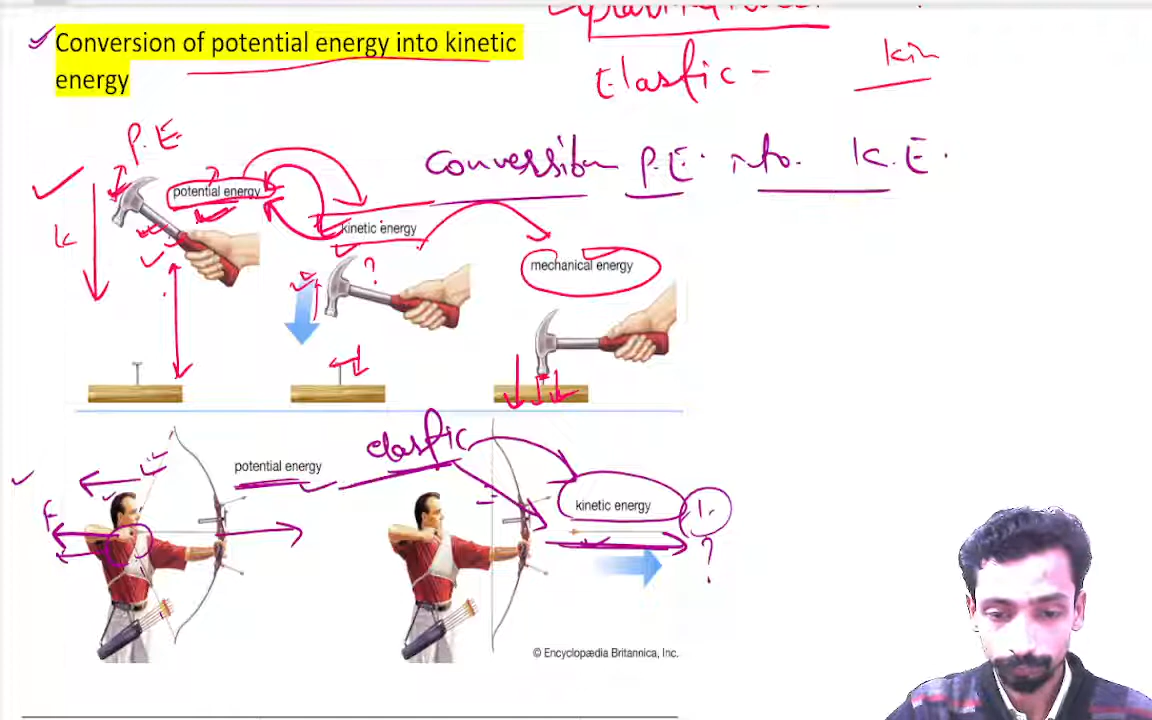 Conversion of potential energy into kinetic
energy
Elastic -
kin
P.E.
Conversion P.E. into K.E.
potential energy
kinetic energy
?
mechanical energy
k
elastic
potential energy
kinetic energy
F
?
© Encyclopædia Britannica, Inc.